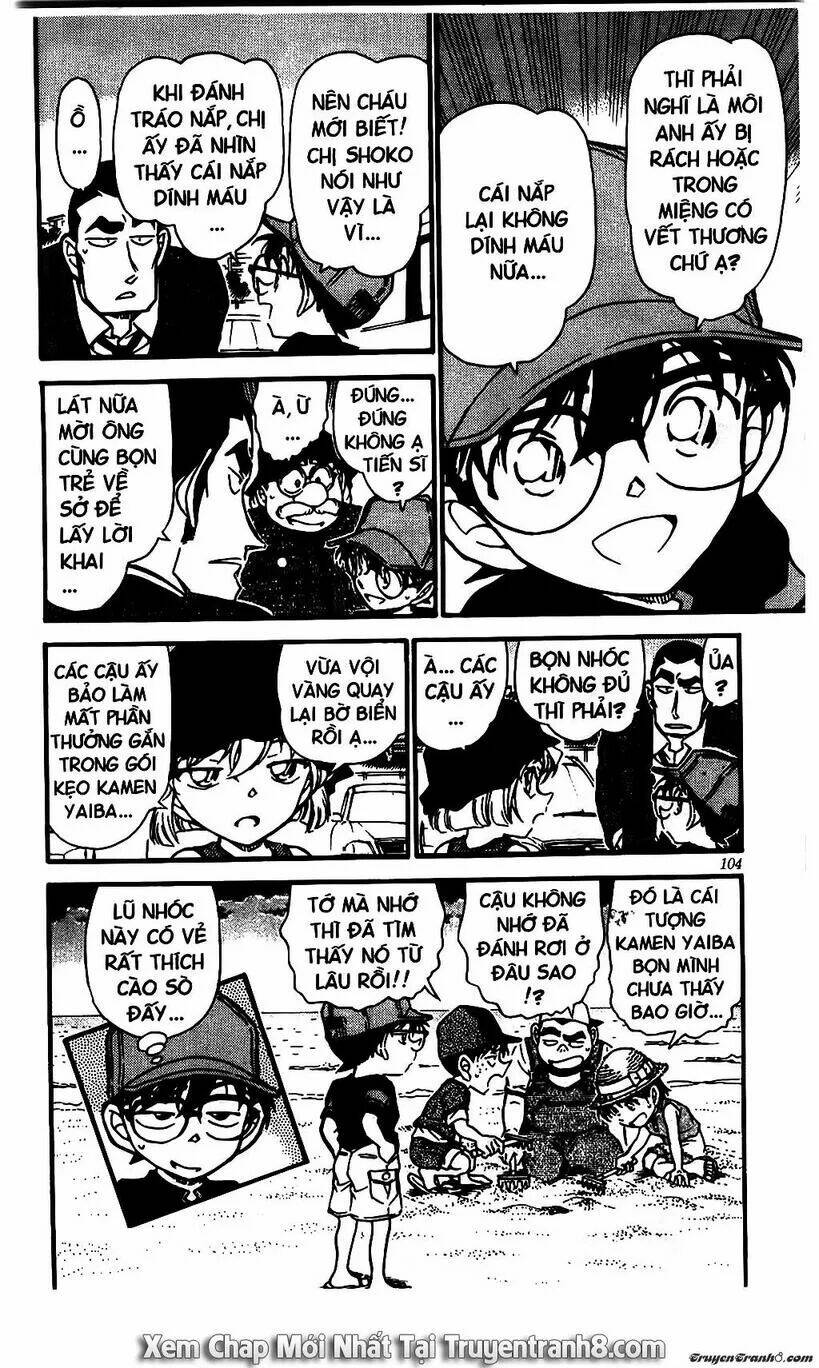 THÌ PHẢI
NGHĨ LÀ MÔI
ANH ẤY BỊ
RÁCH HOẶC
TRONG
MIỆNG CÓ
VẾT THƯƠNG
CHỨ Ạ?
CÁI NẮP
LẠI KHÔNG
DÍNH MÁU
NỮA...
NÊN CHÁU
MỚI BIẾT!
CHỊ SHOKO
NÓI NHƯ
VẬY LÀ
VÌ...
KHI ĐÁNH
TRÁO NẮP, CHỊ
ẤY ĐÃ NHÌN
THẤY CÁI NẮP
DÍNH MÁU
...
Ồ
...
ĐÚNG...
ĐÚNG
KHÔNG Ạ
TIẾN SĨ
?
À, Ừ
...
LÁT NỮA
MỜI ÔNG
CÙNG BỌN
TRẺ VỀ
SỞ ĐỂ
LẤY LỜI
KHAI
...
ỦA
?
BỌN NHÓC
KHÔNG ĐỦ
THÌ PHẢI?
À... CÁC
CẬU ẤY
...
VỪA VỘI
VÀNG QUAY
LẠI BỜ BIỂN
RỒI Ạ...
CÁC CẬU ẤY
BẢO LÀM
MẤT PHẦN
THƯỞNG GẮN
TRONG GÓI
KẸO KAMEN
YAIBA...
104
ĐÓ LÀ CÁI
TƯỢNG
KAMEN YAIBA
BỌN MÌNH
CHƯA THẤY
BAO GIỜ...
CẬU KHÔNG
NHỚ ĐÃ
ĐÁNH RƠI Ở
ĐÂU SAO
!?
TỚ MÀ NHỚ
THÌ ĐÃ TÌM
THẤY NÓ TỪ
LÂU RỒI!!
LŨ NHÓC
NÀY CÓ VẺ
RẤT THÍCH
CÀO SÒ
ĐẤY...
Xem Chap Mới Nhất Tại Truyentranh8.com
TruyenTranh8.com